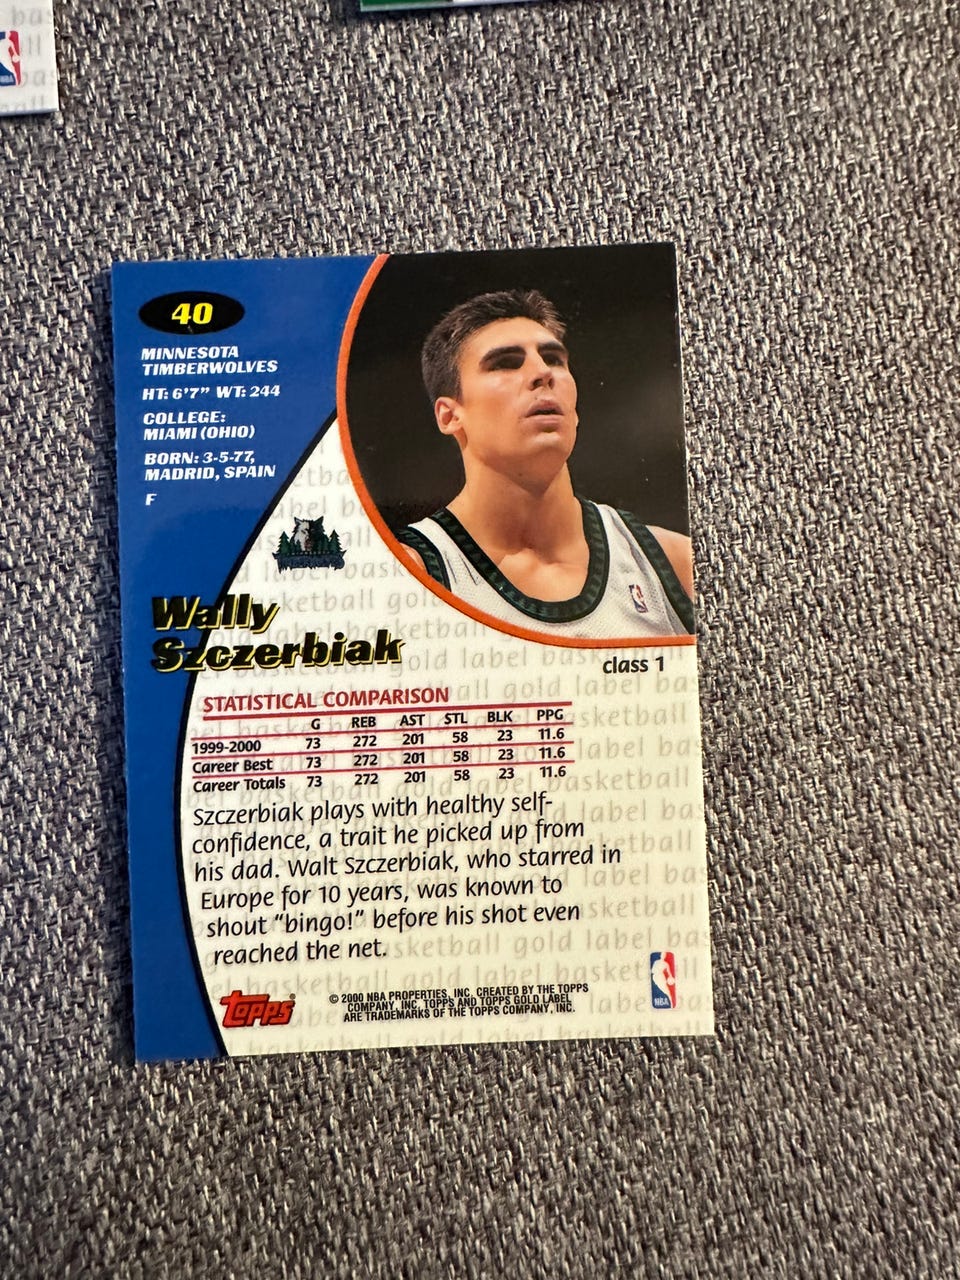 40
MINNESOTA
TIMBERWOLVES
HT: 6'7" WT: 244
COLLEGE:
MIAMI (OHIO)
BORN: 3-5-77,
MADRID, SPAIN
F
Wally
Szczerbiak
class 1
STATISTICAL COMPARISON
G REB AST STL BLK PPG
1999-2000 73 272 201 58 23 11.6
Career Best 73 272 201 58 23 11.6
Career Totals 73 272 201 58 23 11.6
Szczerbiak plays with healthy self-
confidence, a trait he picked up from
his dad. Walt Szczerbiak, who starred in
Europe for 10 years, was known to
shout "bingo!" before his shot even
reached the net.
Topps
© 2000 NBA PROPERTIES, INC. CREATED BY THE TOPPS
COMPANY, INC. TOPPS AND TOPPS GOLD LABEL
ARE TRADEMARKS OF THE TOPPS COMPANY, INC.
NBA